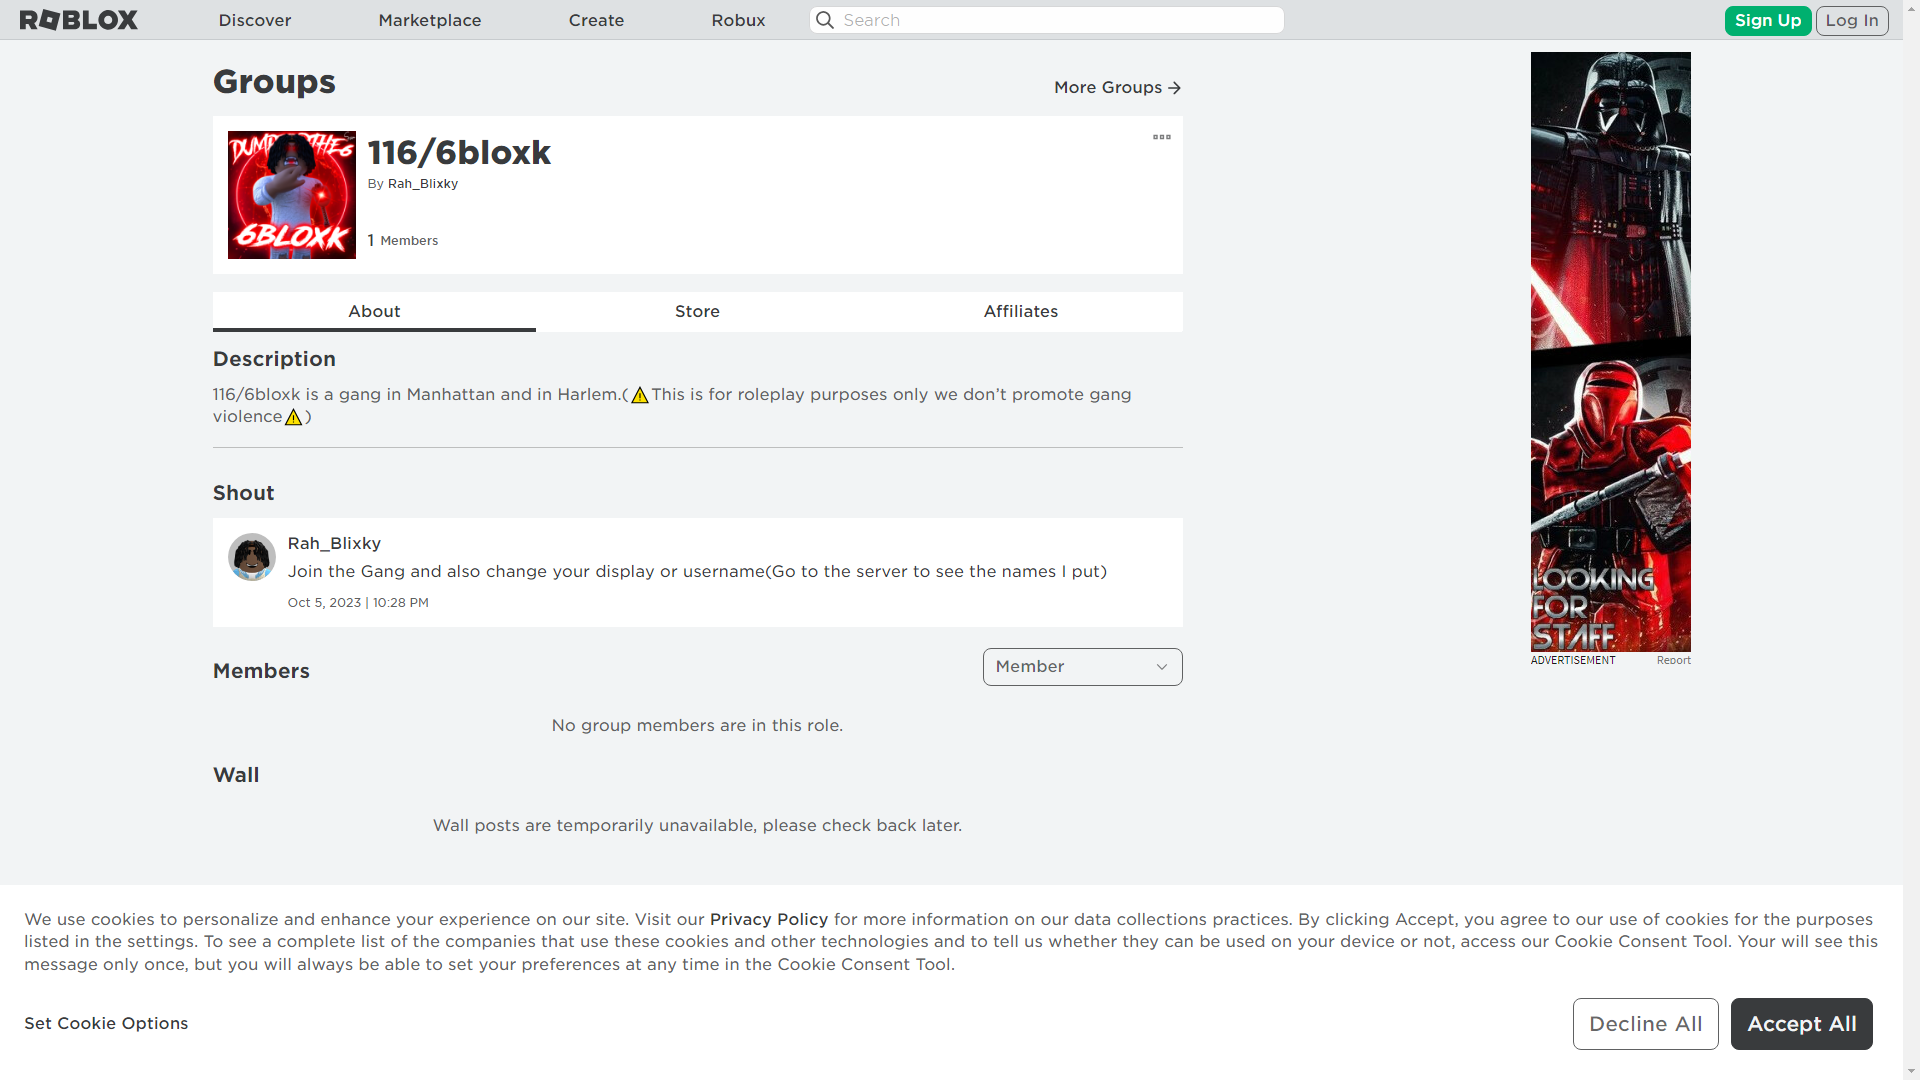 ROBLOX
Discover
Marketplace
Create
Robux
Search
Sign Up
Log In
Groups
More Groups
116/6bloxk
By Rah_Blixky
1 Members
6BLOXK
About
Store
Affiliates
Description
116/6bloxk is a gang in Manhattan and in Harlem.(⚠️This is for roleplay purposes only we don’t promote gang
violence⚠️)
Shout
Rah_Blixky
Join the Gang and also change your display or username(Go to the server to see the names I put)
Oct 5, 2023 | 10:28 PM
Members
Member
No group members are in this role.
Wall
Wall posts are temporarily unavailable, please check back later.
LOOKING
FOR
STAFF
ADVERTISEMENT
Report
We use cookies to personalize and enhance your experience on our site. Visit our Privacy Policy for more information on our data collections practices. By clicking Accept, you agree to our use of cookies for the purposes
listed in the settings. To see a complete list of the companies that use these cookies and other technologies and to tell us whether they can be used on your device or not, access our Cookie Consent Tool. Your will see this
message only once, but you will always be able to set your preferences at any time in the Cookie Consent Tool.
Set Cookie Options
Decline All
Accept All